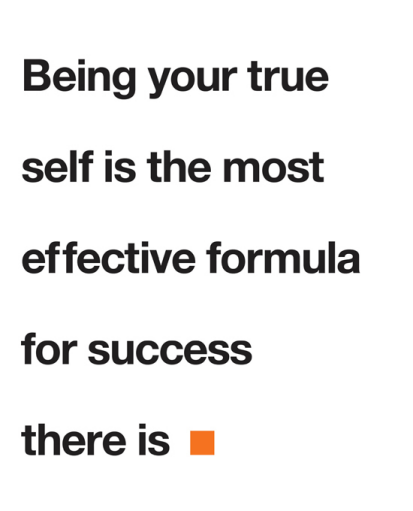 Being your true
self is the most
effective formula
for success
there is